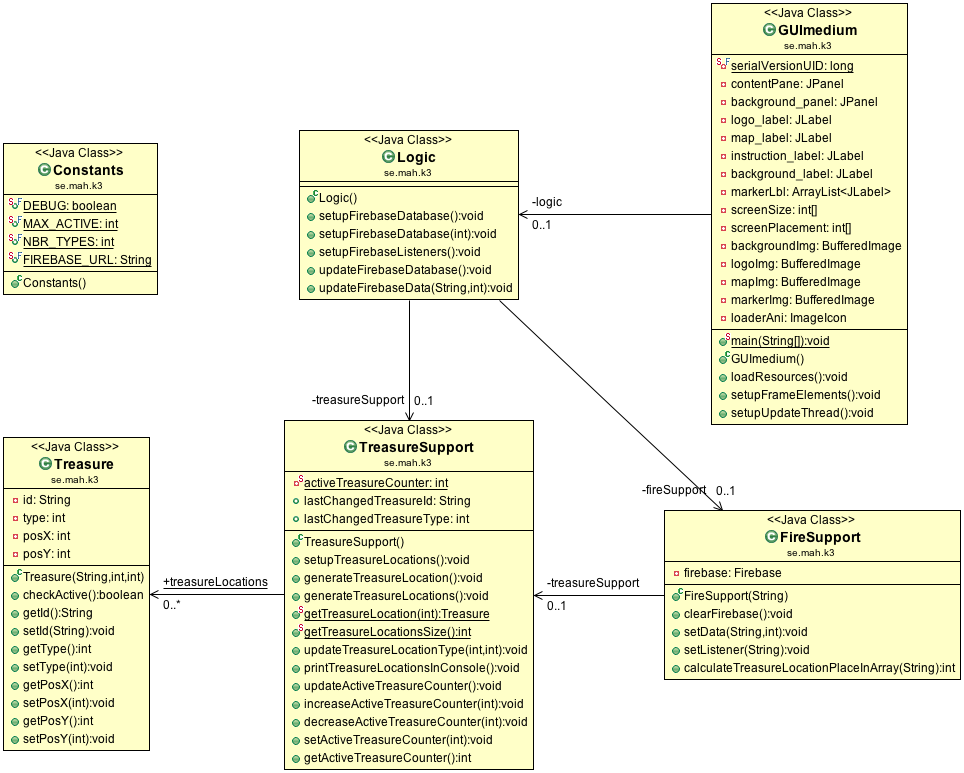 <<Java Class>>
GUImedium
se.mah.k3
serialVersionUID: long
contentPane: JPanel
background_panel: JPanel
logo_label: JLabel
map_label: JLabel
instruction_label: JLabel
background_label: JLabel
markerLbl: ArrayList<JLabel>
screenSize: int[]
screenPlacement: int[]
backgroundImg: BufferedImage
logoImg: BufferedImage
mapImg: BufferedImage
markerImg: BufferedImage
loaderAni: ImageIcon
main(String[]):void
GUImedium()
loadResources():void
setupFrameElements():void
setupUpdateThread():void
<<Java Class>>
Logic
se.mah.k3
Logic()
setupFirebaseDatabase():void
setupFirebaseDatabase(int):void
setupFirebaseListeners():void
updateFirebaseDatabase():void
updateFirebaseData(String,int):void
-logic
0..1
<<Java Class>>
Constants
se.mah.k3
DEBUG: boolean
MAX_ACTIVE: int
NBR_TYPES: int
FIREBASE_URL: String
Constants()
-treasureSupport
0..1
-fireSupport
0..1
<<Java Class>>
Treasure
se.mah.k3
id: String
type: int
posX: int
posY: int
Treasure(String,int,int)
checkActive():boolean
getId():String
setId(String):void
getType():int
setType(int):void
getPosX():int
setPosX(int):void
getPosY():int
setPosY(int):void
+treasureLocations
0..*
<<Java Class>>
TreasureSupport
se.mah.k3
activeTreasureCounter: int
lastChangedTreasureId: String
lastChangedTreasureType: int
TreasureSupport()
setupTreasureLocations():void
generateTreasureLocation():void
generateTreasureLocations():void
getTreasureLocation(int):Treasure
getTreasureLocationsSize():int
updateTreasureLocationType(int,int):void
printTreasureLocationsInConsole():void
updateActiveTreasureCounter():void
increaseActiveTreasureCounter(int):void
decreaseActiveTreasureCounter(int):void
setActiveTreasureCounter(int):void
getActiveTreasureCounter():int
-treasureSupport
0..1
<<Java Class>>
FireSupport
se.mah.k3
firebase: Firebase
FireSupport(String)
clearFirebase():void
setData(String,int):void
setListener(String):void
calculateTreasureLocationPlaceInArray(String):int